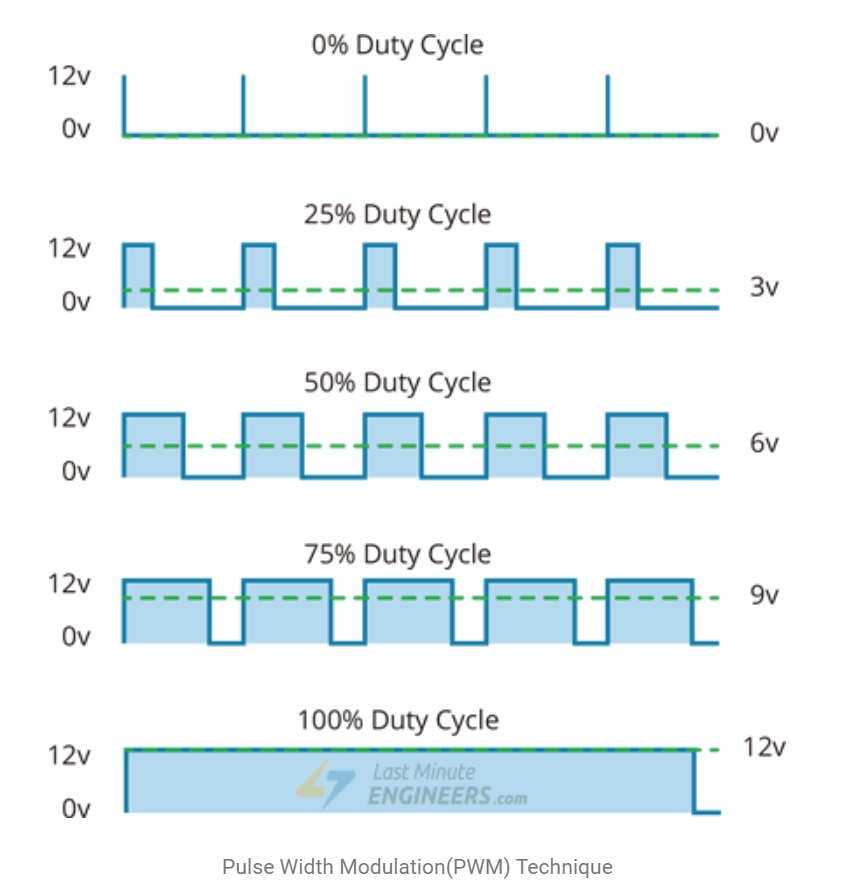 0% Duty Cycle
12v
0v
0v
25% Duty Cycle
12v
0v
3v
50% Duty Cycle
12v
0v
6v
75% Duty Cycle
12v
0v
9v
100% Duty Cycle
12v
0v
12v
Last Minute
ENGINEERS.com
Pulse Width Modulation(PWM) Technique